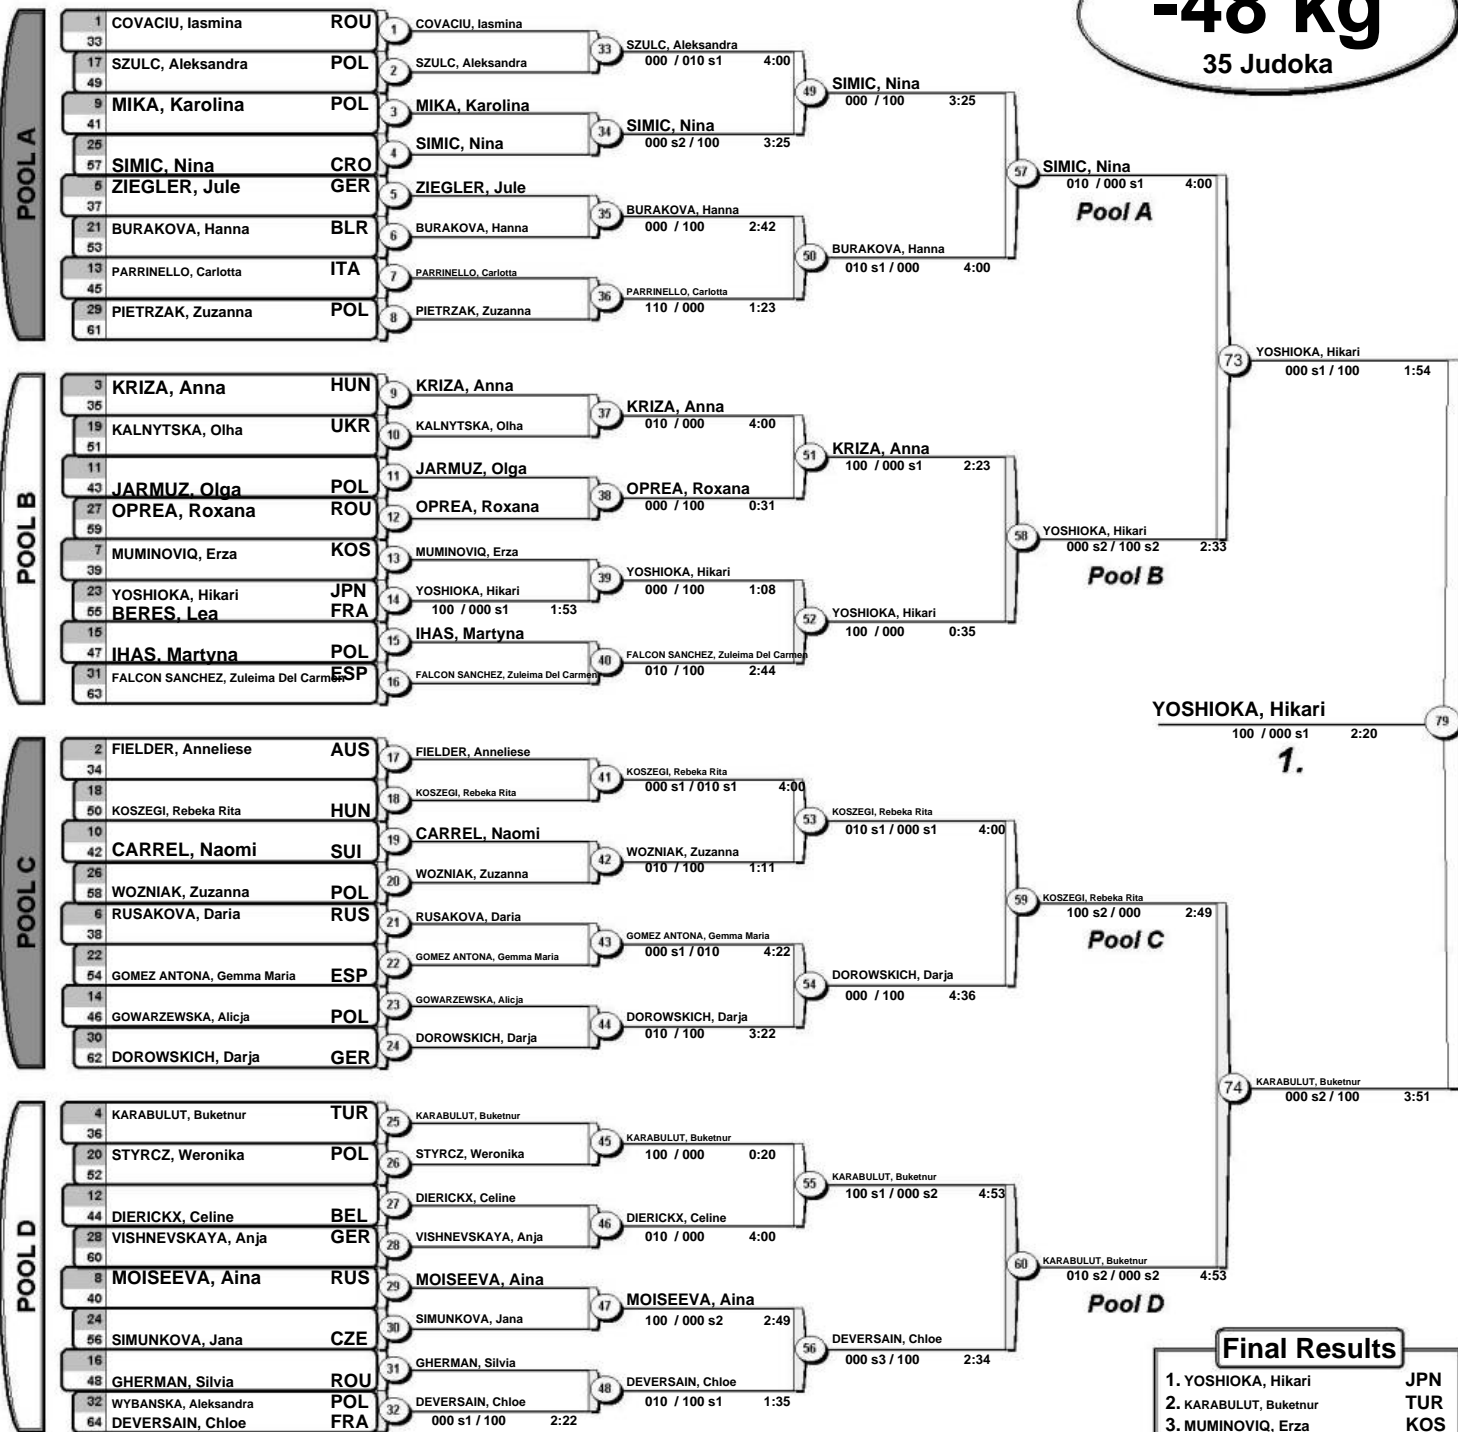 -48 kg
35 Judoka
POOL A
1 COVACIU, Iasmina ROU
33
17 SZULC, Aleksandra POL
49
9 MIKA, Karolina POL
41
25
57 SIMIC, Nina CRO
5 ZIEGLER, Jule GER
37
21 BURAKOVA, Hanna BLR
53
13 PARRINELLO, Carlotta ITA
45
29 PIETRZAK, Zuzanna POL
61
1 COVACIU, Iasmina
2 SZULC, Aleksandra
3 MIKA, Karolina
4 SIMIC, Nina
5 ZIEGLER, Jule
6 BURAKOVA, Hanna
7 PARRINELLO, Carlotta
8 PIETRZAK, Zuzanna
33 SZULC, Aleksandra
000 / 010 s1 4:00
34 SIMIC, Nina
000 s2 / 100 3:25
35 BURAKOVA, Hanna
000 / 100 2:42
36 PARRINELLO, Carlotta
110 / 000 1:23
49 SIMIC, Nina
000 / 100 3:25
50 BURAKOVA, Hanna
010 s1 / 000 4:00
57 SIMIC, Nina
010 / 000 s1 4:00
Pool A
POOL B
3 KRIZA, Anna HUN
35
19 KALNYTSKA, Olha UKR
51
11
43 JARMUZ, Olga POL
27 OPREA, Roxana ROU
59
7 MUMINOVIQ, Erza KOS
39
23 YOSHIOKA, Hikari JPN
55 BERES, Lea FRA
15
47 IHAS, Martyna POL
31 FALCON SANCHEZ, Zuleima Del Carmen ESP
63
9 KRIZA, Anna
10 KALNYTSKA, Olha
11 JARMUZ, Olga
12 OPREA, Roxana
13 MUMINOVIQ, Erza
14 YOSHIOKA, Hikari
100 / 000 s1 1:53
15 IHAS, Martyna
16 FALCON SANCHEZ, Zuleima Del Carmen
37 KRIZA, Anna
010 / 000 4:00
38 OPREA, Roxana
000 / 100 0:31
39 YOSHIOKA, Hikari
000 / 100 1:08
40 FALCON SANCHEZ, Zuleima Del Carmen
010 / 100 2:44
51 KRIZA, Anna
100 / 000 s1 2:23
52 YOSHIOKA, Hikari
100 / 000 0:35
58 YOSHIOKA, Hikari
000 s2 / 100 s2 2:33
Pool B
73 YOSHIOKA, Hikari
000 s1 / 100 1:54
YOSHIOKA, Hikari 79
100 / 000 s1 2:20
1.
POOL C
2 FIELDER, Anneliese AUS
34
18
50 KOSZEGI, Rebeka Rita HUN
10
42 CARREL, Naomi SUI
26
58 WOZNIAK, Zuzanna POL
6 RUSAKOVA, Daria RUS
38
22
54 GOMEZ ANTONA, Gemma Maria ESP
14
46 GOWARZEWSKA, Alicja POL
30
62 DOROWSKICH, Darja GER
17 FIELDER, Anneliese
18 KOSZEGI, Rebeka Rita
19 CARREL, Naomi
20 WOZNIAK, Zuzanna
21 RUSAKOVA, Daria
22 GOMEZ ANTONA, Gemma Maria
23 GOWARZEWSKA, Alicja
24 DOROWSKICH, Darja
41 KOSZEGI, Rebeka Rita
000 s1 / 010 s1 4:00
42 WOZNIAK, Zuzanna
010 / 100 1:11
43 GOMEZ ANTONA, Gemma Maria
000 s1 / 010 4:22
44 DOROWSKICH, Darja
010 / 100 3:22
53 KOSZEGI, Rebeka Rita
010 s1 / 000 s1 4:00
54 DOROWSKICH, Darja
000 / 100 4:36
59 KOSZEGI, Rebeka Rita
100 s2 / 000 2:49
Pool C
POOL D
4 KARABULUT, Buketnur TUR
36
20 STYRCZ, Weronika POL
52
12
44 DIERICKX, Celine BEL
28 VISHNEVSKAYA, Anja GER
60
8 MOISEEVA, Aina RUS
40
24
56 SIMUNKOVA, Jana CZE
16
48 GHERMAN, Silvia ROU
32 WYBANSKA, Aleksandra POL
64 DEVERSAIN, Chloe FRA
25 KARABULUT, Buketnur
26 STYRCZ, Weronika
27 DIERICKX, Celine
28 VISHNEVSKAYA, Anja
29 MOISEEVA, Aina
30 SIMUNKOVA, Jana
31 GHERMAN, Silvia
32 DEVERSAIN, Chloe
000 s1 / 100 2:22
45 KARABULUT, Buketnur
100 / 000 0:20
46 DIERICKX, Celine
010 / 000 4:00
47 MOISEEVA, Aina
100 / 000 s2 2:49
48 DEVERSAIN, Chloe
010 / 100 s1 1:35
55 KARABULUT, Buketnur
100 s1 / 000 s2 4:53
56 DEVERSAIN, Chloe
000 s3 / 100 2:34
60 KARABULUT, Buketnur
010 s2 / 000 s2 4:53
Pool D
74 KARABULUT, Buketnur
000 s2 / 100 3:51
Final Results
1. YOSHIOKA, Hikari JPN
2. KARABULUT, Buketnur TUR
3. MUMINOVIQ, Erza KOS